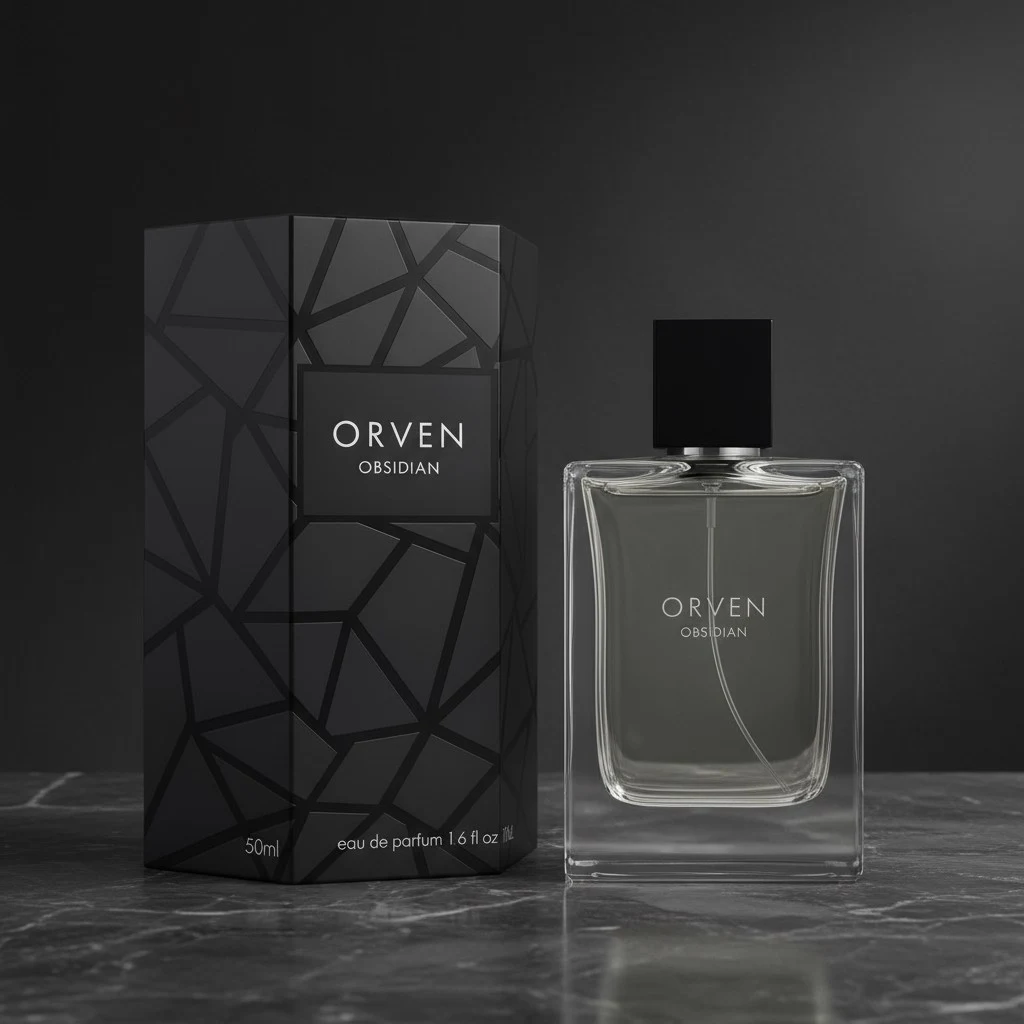 ORVEN
OBSIDIAN
50ml
eau de parfum 1.6 fl oz
ORVEN
OBSIDIAN